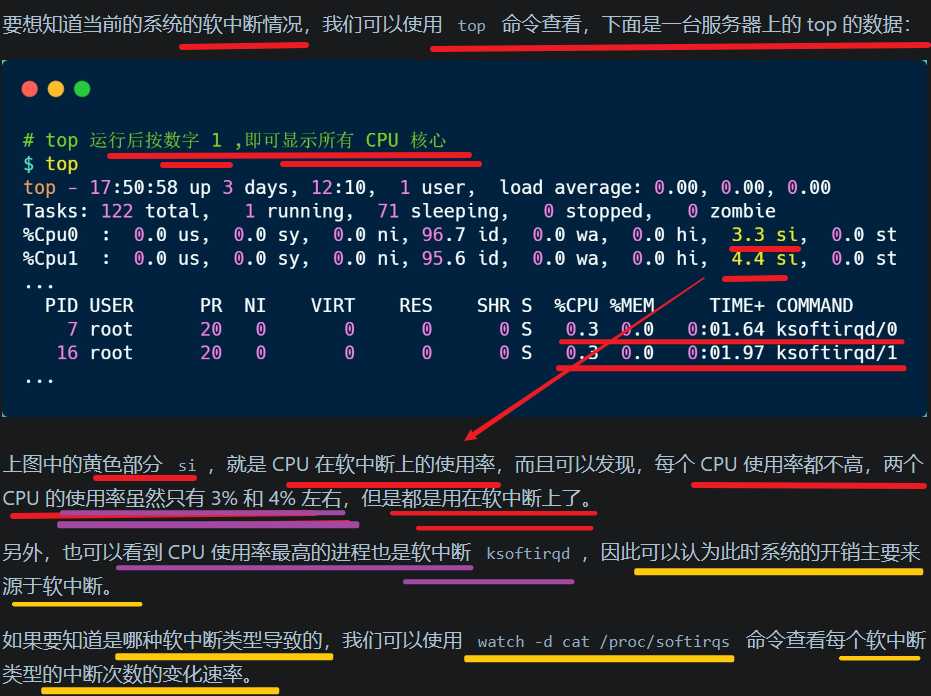 要想知道当前的系统的软中断情况，我们可以使用 top 命令查看，下面是一台服务器上的 top 的数据：
# top 运行后按数字 1 ,即可显示所有 CPU 核心
$ top
top - 17:50:58 up 3 days, 12:10,  1 user,  load average: 0.00, 0.00, 0.00
Tasks: 122 total,   1 running,  71 sleeping,   0 stopped,   0 zombie
%Cpu0  :  0.0 us,  0.0 sy,  0.0 ni, 96.7 id,  0.0 wa,  0.0 hi,  3.3 si,  0.0 st
%Cpu1  :  0.0 us,  0.0 sy,  0.0 ni, 95.6 id,  0.0 wa,  0.0 hi,  4.4 si,  0.0 st
...
  PID USER      PR  NI    VIRT    RES    SHR S  %CPU %MEM     TIME+ COMMAND
    7 root      20   0       0      0      0 S   0.3  0.0   0:01.64 ksoftirqd/0
   16 root      20   0       0      0      0 S   0.3  0.0   0:01.97 ksoftirqd/1
...
上图中的黄色部分 si ，就是 CPU 在软中断上的使用率，而且可以发现，每个 CPU 使用率都不高，两个
CPU 的使用率虽然只有 3% 和 4% 左右，但是都是用在软中断上了。
另外，也可以看到 CPU 使用率最高的进程也是软中断 ksoftirqd ，因此可以认为此时系统的开销主要来
源于软中断。
如果要知道是哪种软中断类型导致的，我们可以使用 watch -d cat /proc/softirqs 命令查看每个软中断
类型的中断次数的变化速率。